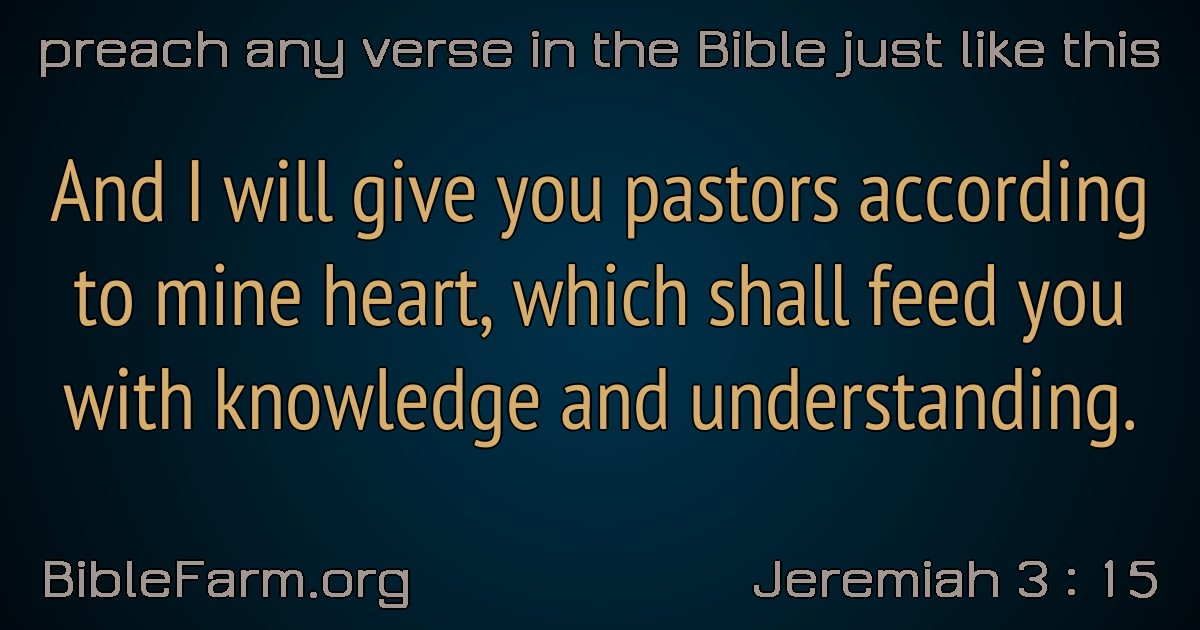 preach any verse in the Bible just like this
And I will give you pastors according
to mine heart, which shall feed you
with knowledge and understanding.
BibleFarm.org
Jeremiah 3 : 15